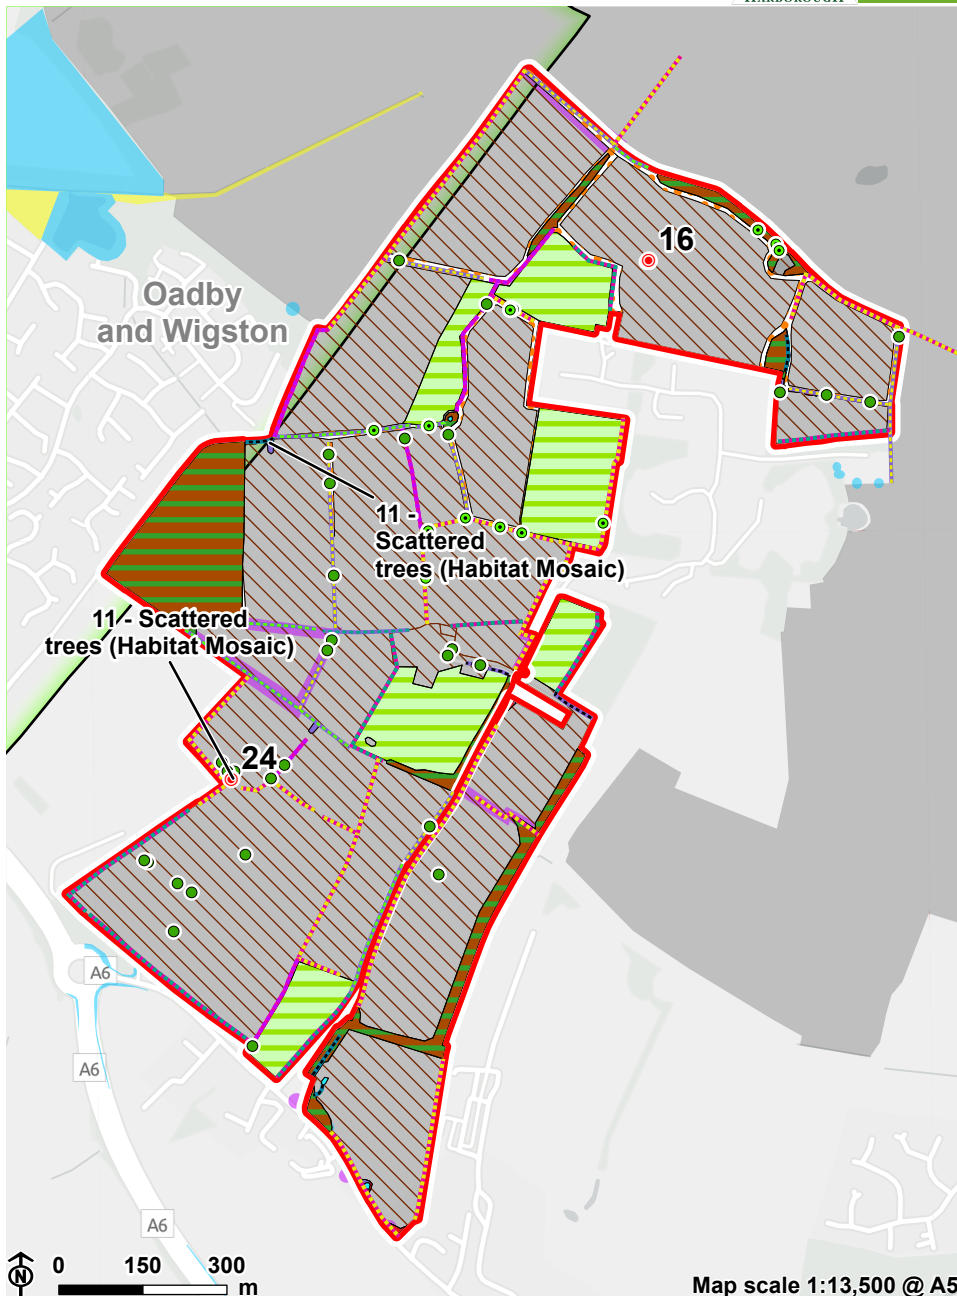 HARBOROUGH
16
Oadby
and Wigston
11 -
Scattered
trees (Habitat Mosaic)
11 - Scattered
trees (Habitat Mosaic)
24
A6
A6
A6
N
0 150 300
m
Map scale 1:13,500 @ A5